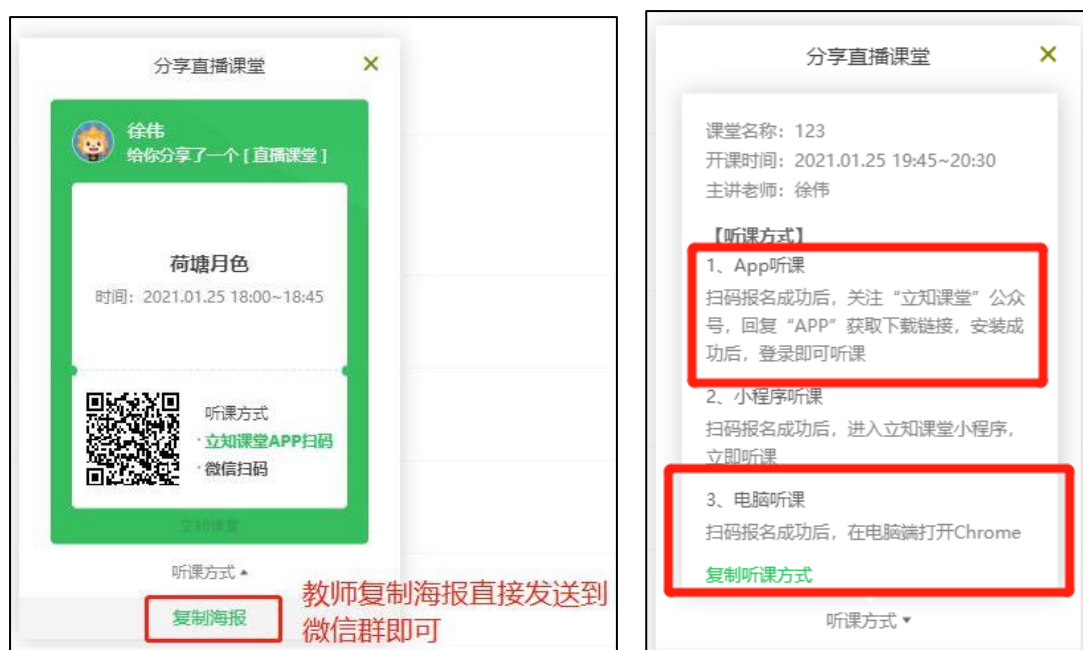 分享直播课堂 ×
徐伟
给你分享了一个 [ 直播课堂 ]
荷塘月色
时间: 2021.01.25 18:00~18:45
听课方式
·立知课堂APP扫码
·微信扫码
立知课堂
听课方式▲
复制海报
教师复制海报直接发送到
微信群即可
分享直播课堂 ×
课堂名称: 123
开课时间: 2021.01.25 19:45~20:30
主讲老师: 徐伟
【听课方式】
1、App听课
扫码报名成功后，关注“立知课堂”公众
号，回复“APP”获取下载链接，安装成
功后，登录即可听课
2、小程序听课
扫码报名成功后，进入立知课堂小程序，
立即听课
3、电脑听课
扫码报名成功后，在电脑端打开Chrome
复制听课方式
听课方式▼